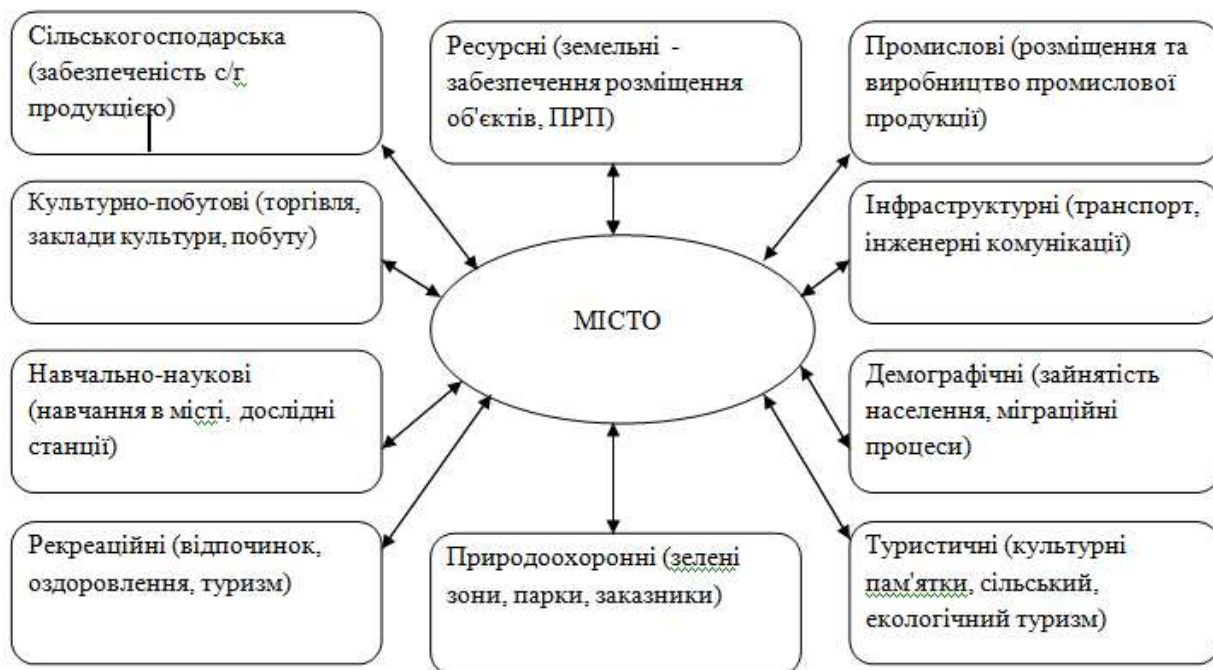 Сільськогосподарська
(забезпеченість с/г
продукцією)
Ресурсні (земельні -
забезпечення розміщення
об'єктів, ПРП)
Промислові (розміщення та
виробництво промислової
продукції)
Культурно-побутові (торгівля,
заклади культури, побуту)
Інфраструктурні (транспорт,
інженерні комунікації)
МІСТО
Навчально-наукові
(навчання в місті, дослідні
станції)
Демографічні (зайнятість
населення, міграційні
процеси)
Рекреаційні (відпочинок,
оздоровлення, туризм)
Природоохоронні (зелені
зони, парки, заказники)
Туристичні (культурні
пам'ятки, сільський,
екологічний туризм)